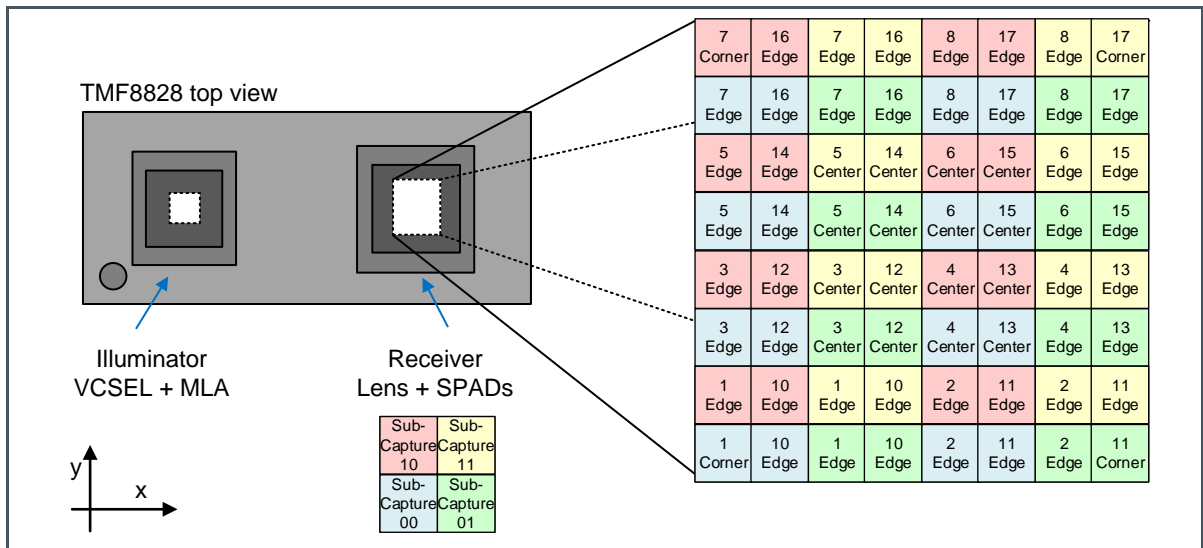 TMF8828 top view
Illuminator
VCSEL + MLA
Receiver
Lens + SPADs
y
x
Sub-
Capture
10
Sub-
Capture
11
Sub-
Capture
00
Sub-
Capture
01
7 16 7 16 8 17 8 17
Corner Edge Edge Edge Edge Edge Edge Corner
7 16 7 16 8 17 8 17
Edge Edge Edge Edge Edge Edge Edge Edge
5 14 5 14 6 15 6 15
Edge Edge Center Center Center Center Edge Edge
5 14 5 14 6 15 6 15
Edge Edge Center Center Center Center Edge Edge
3 12 3 12 4 13 4 13
Edge Edge Center Center Center Center Edge Edge
3 12 3 12 4 13 4 13
Edge Edge Center Center Center Center Edge Edge
1 10 1 10 2 11 2 11
Edge Edge Edge Edge Edge Edge Edge Edge
1 10 1 10 2 11 2 11
Corner Edge Edge Edge Edge Edge Edge Corner